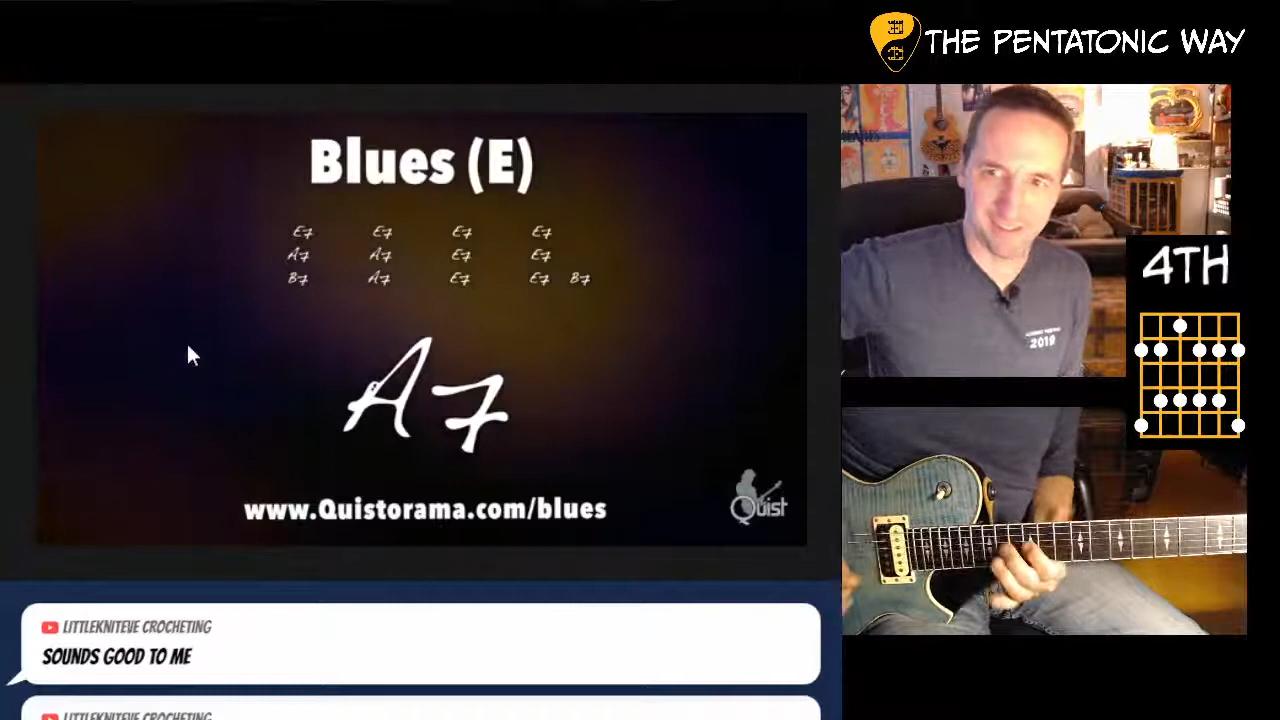 THE PENTATONIC WAY
Blues (E)
E7 E7 E7 E7
A7 A7 E7 E7
B7 A7 E7 E7 B7
A7
www.Quistorama.com/blues
Quist
4TH
2019
LITTLEKNITEVE CROCHETING
SOUNDS GOOD TO ME
LITTLEKNITEVE CROCHETING